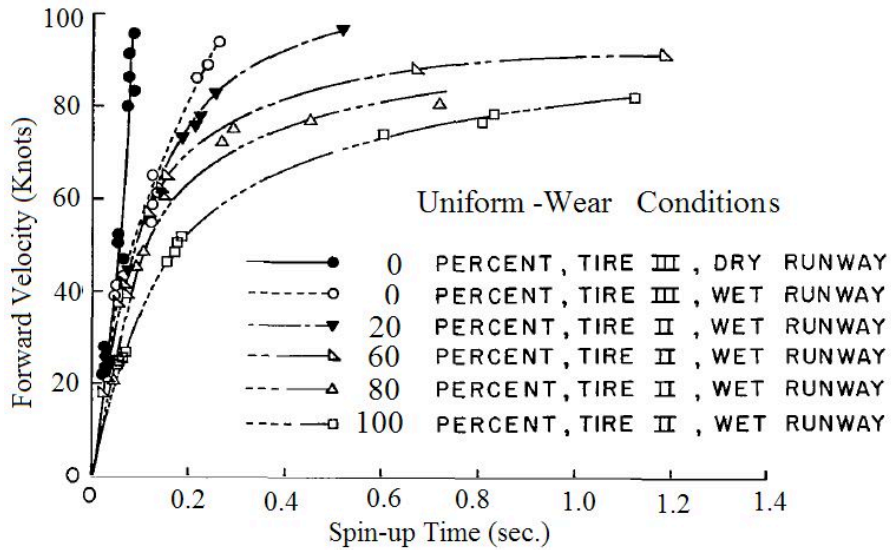 100
80
60
40
20
0
Forward Velocity (Knots)
Uniform -Wear Conditions
0 PERCENT, TIRE III, DRY RUNWAY
0 PERCENT, TIRE III, WET RUNWAY
20 PERCENT, TIRE II, WET RUNWAY
60 PERCENT, TIRE II, WET RUNWAY
80 PERCENT, TIRE II, WET RUNWAY
100 PERCENT, TIRE II, WET RUNWAY
0 0.2 0.4 0.6 0.8 1.0 1.2 1.4
Spin-up Time (sec.)